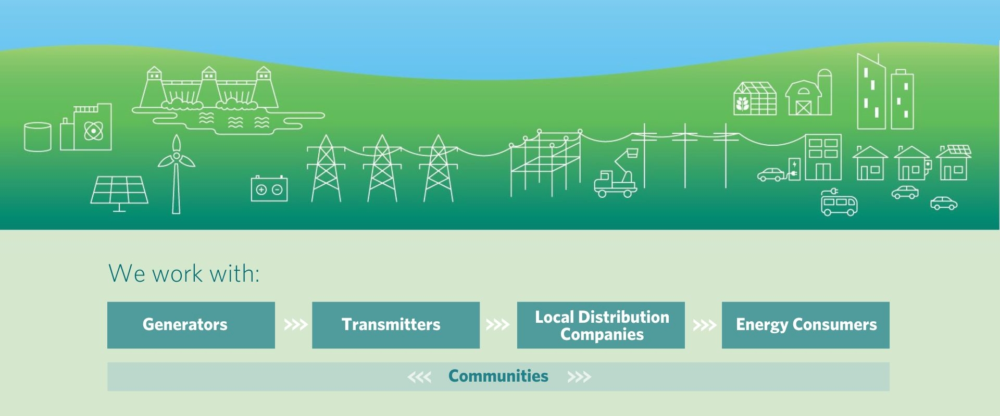 We work with:
Generators
Transmitters
Local Distribution
Companies
Energy Consumers
Communities